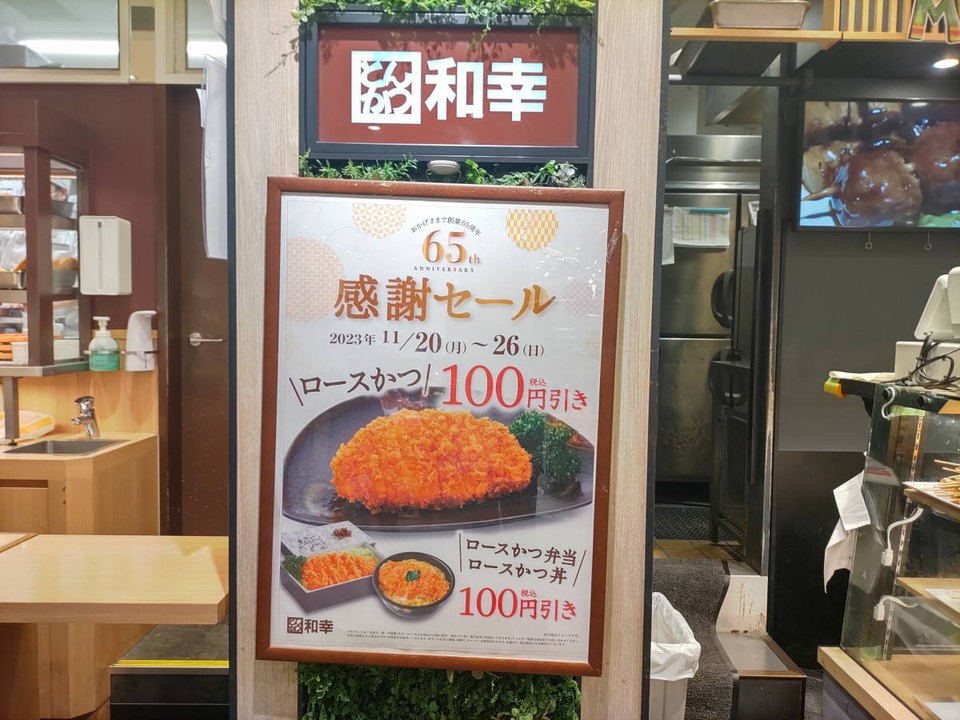 とんかつ 和幸
おかげさまで創業65周年
65th
ANNIVERSARY
感謝セール
2023年 11/20(月)～26(日)
\ロースかつ/ 100円引き
税込
\ロースかつ弁当/
ロースかつ丼
100円引き
税込
とんかつ 和幸
M